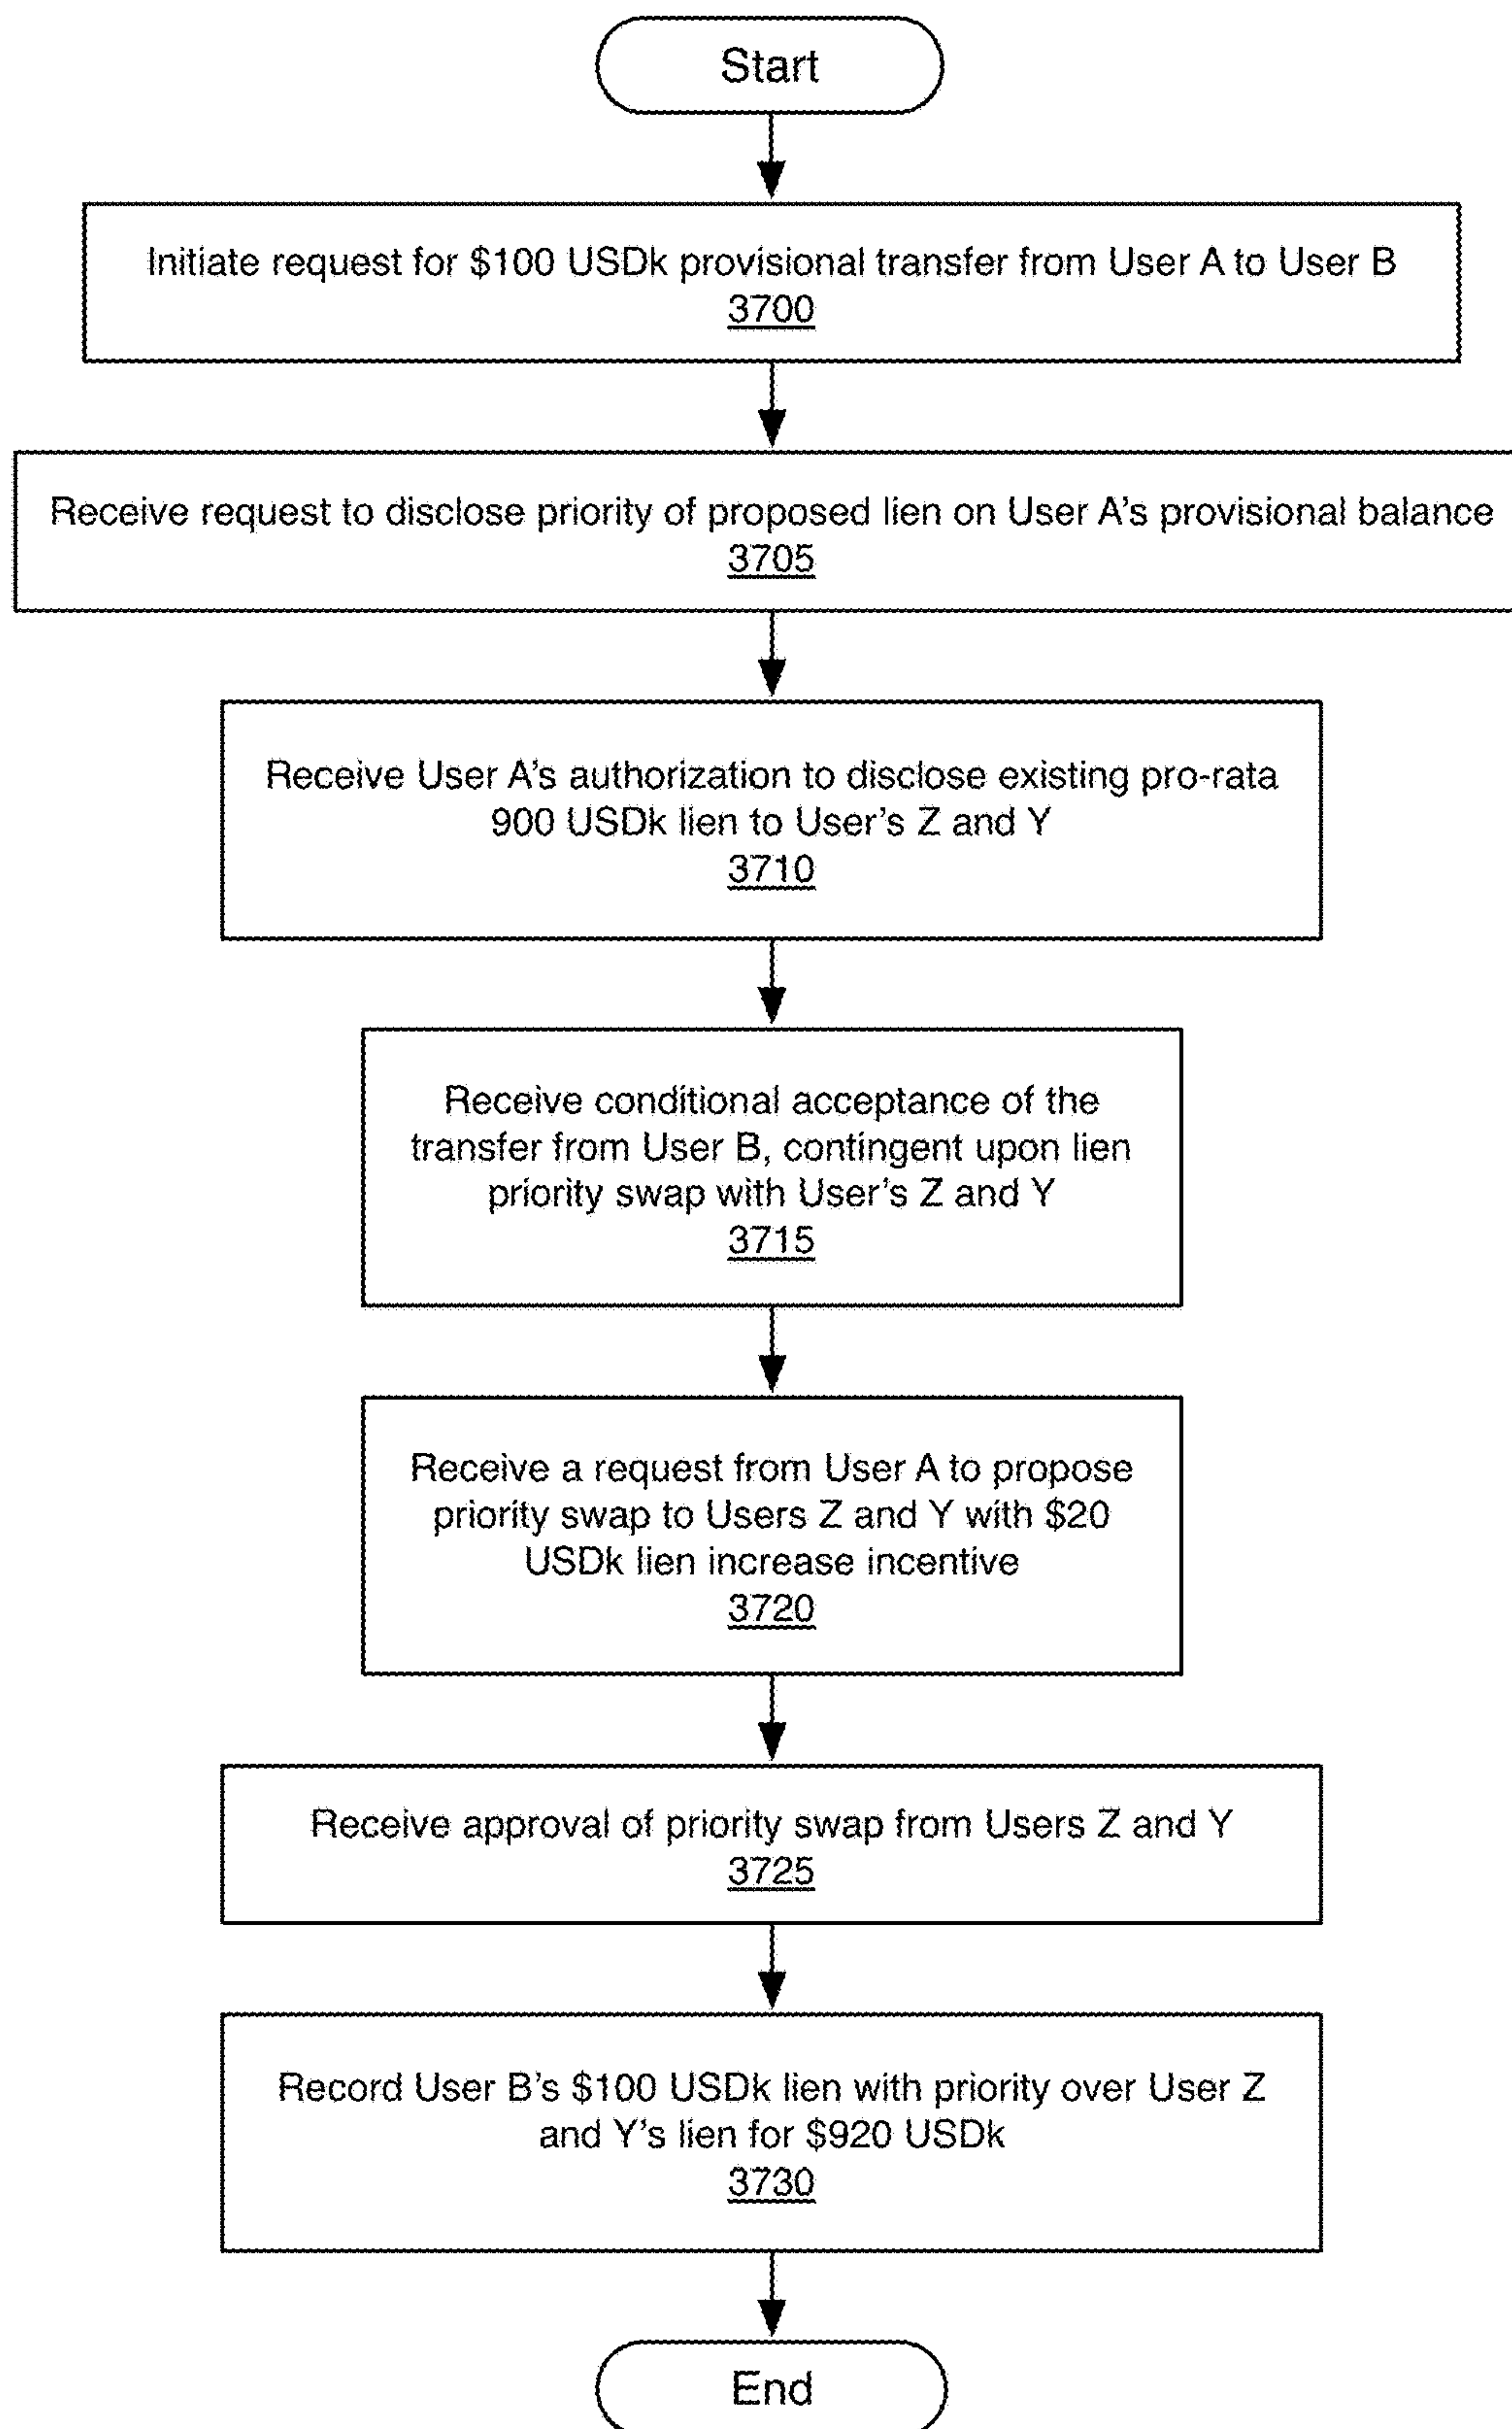 Start
Initiate request for $100 USDk provisional transfer from User A to User B
3700
Receive request to disclose priority of proposed lien on User A's provisional balance
3705
Receive User A's authorization to disclose existing pro-rata
900 USDk lien to User's Z and Y
3710
Receive conditional acceptance of the
transfer from User B, contingent upon lien
priority swap with User's Z and Y
3715
Receive a request from User A to propose
priority swap to Users Z and Y with $20
USDk lien increase incentive
3720
Receive approval of priority swap from Users Z and Y
3725
Record User B's $100 USDk lien with priority over User Z
and Y's lien for $920 USDk
3730
End